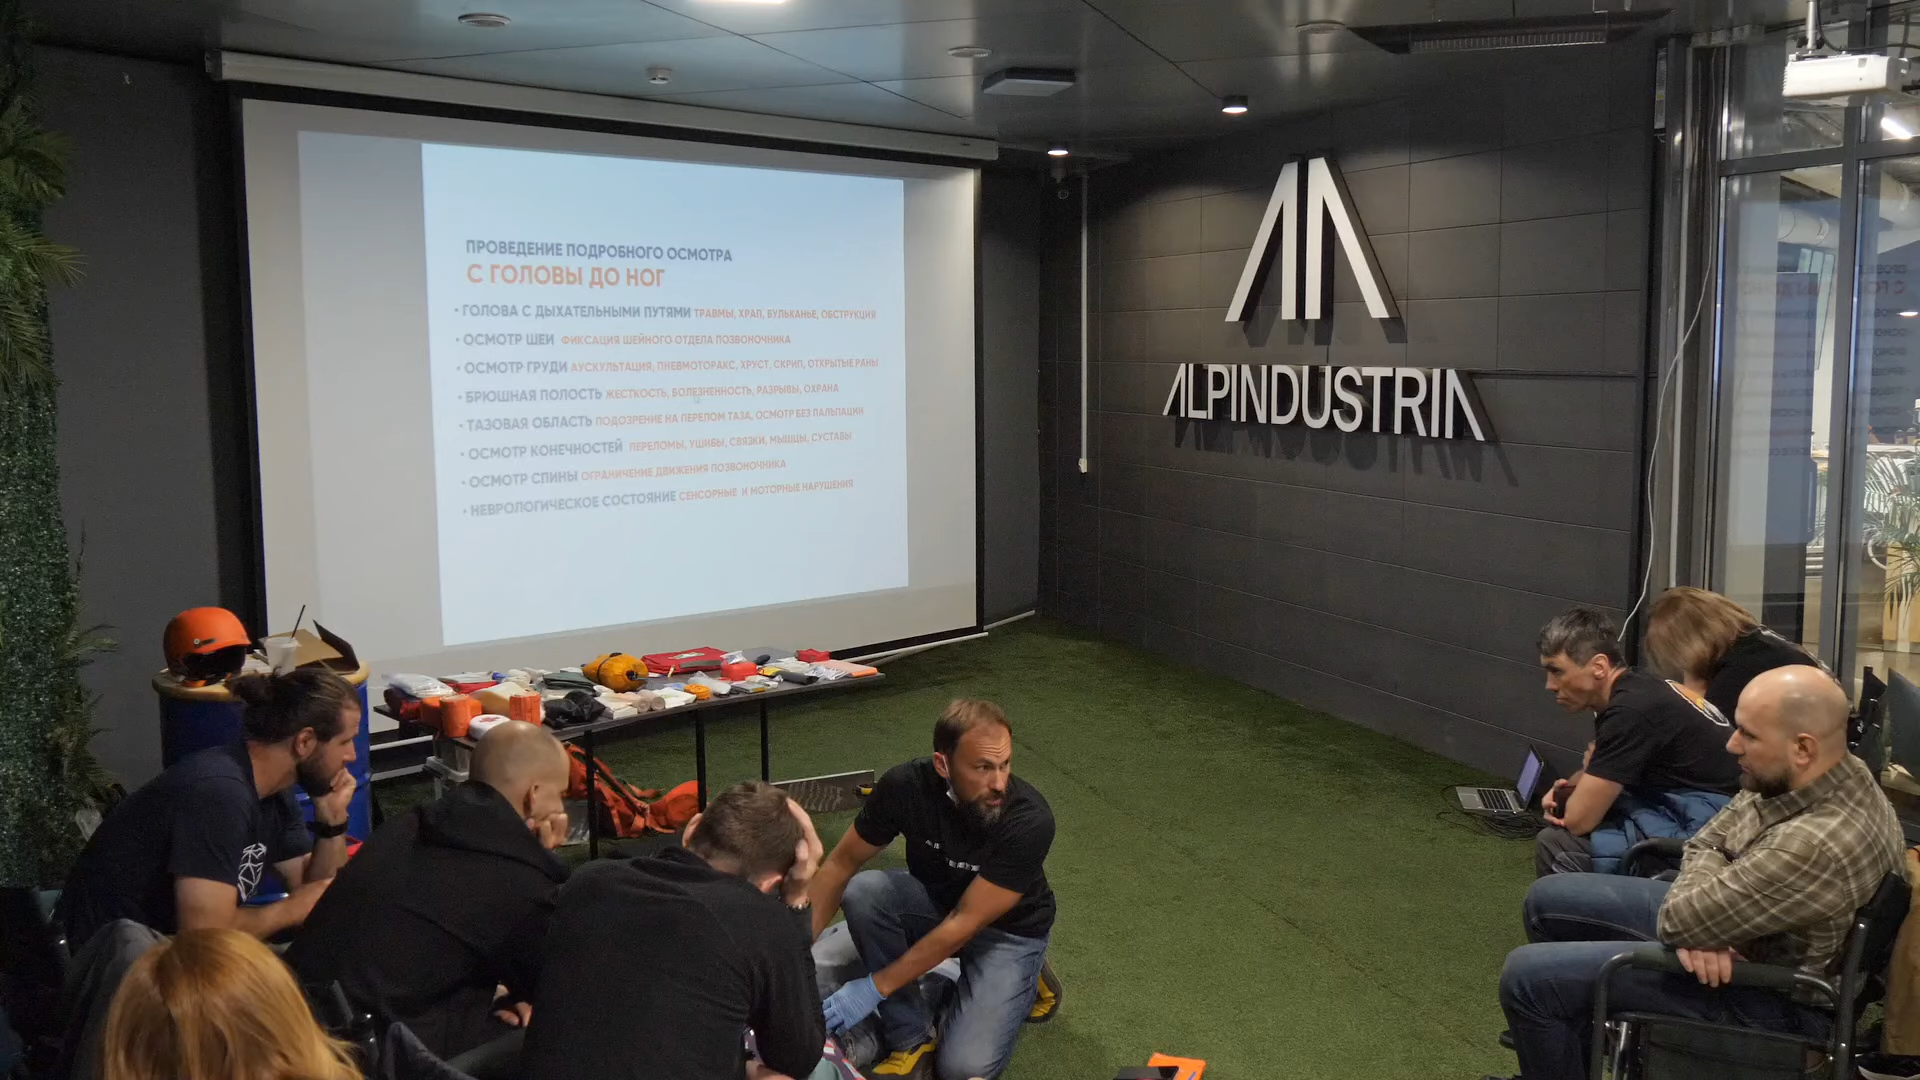 ПРОВЕДЕНИЕ ПОДРОБНОГО ОСМОТРА
С ГОЛОВЫ ДО НОГ
• ГОЛОВА С ДЫХАТЕЛЬНЫМИ ПУТЯМИ ТРАВМЫ, ХРАП, БУЛЬКАНЬЕ, ОБСТРУКЦИЯ
• ОСМОТР ШЕИ ФИКСАЦИЯ ШЕЙНОГО ОТДЕЛА ПОЗВОНОЧНИКА
• ОСМОТР ГРУДИ АУСКУЛЬТАЦИЯ, ПНЕВМОТОРАКС, ХРУСТ, СКРИП, ОТКРЫТЫЕ РАНЫ
• БРЮШНАЯ ПОЛОСТЬ ЖЕСТКОСТЬ, БОЛЕЗНЕННОСТЬ, РАЗРЫВЫ, ОХРАНА
• ТАЗОВАЯ ОБЛАСТЬ ПОДОЗРЕНИЕ НА ПЕРЕЛОМ ТАЗА, ОСМОТР БЕЗ ПАЛЬПАЦИИ
• ОСМОТР КОНЕЧНОСТЕЙ ПЕРЕЛОМЫ, УШИБЫ, СВЯЗКИ, МЫШЦЫ, СУСТАВЫ
• ОСМОТР СПИНЫ ОГРАНИЧЕНИЕ ДВИЖЕНИЯ ПОЗВОНОЧНИКА
• НЕВРОЛОГИЧЕСКОЕ СОСТОЯНИЕ СЕНСОРНЫЕ И МОТОРНЫЕ НАРУШЕНИЯ
ALPINDUSTRIA